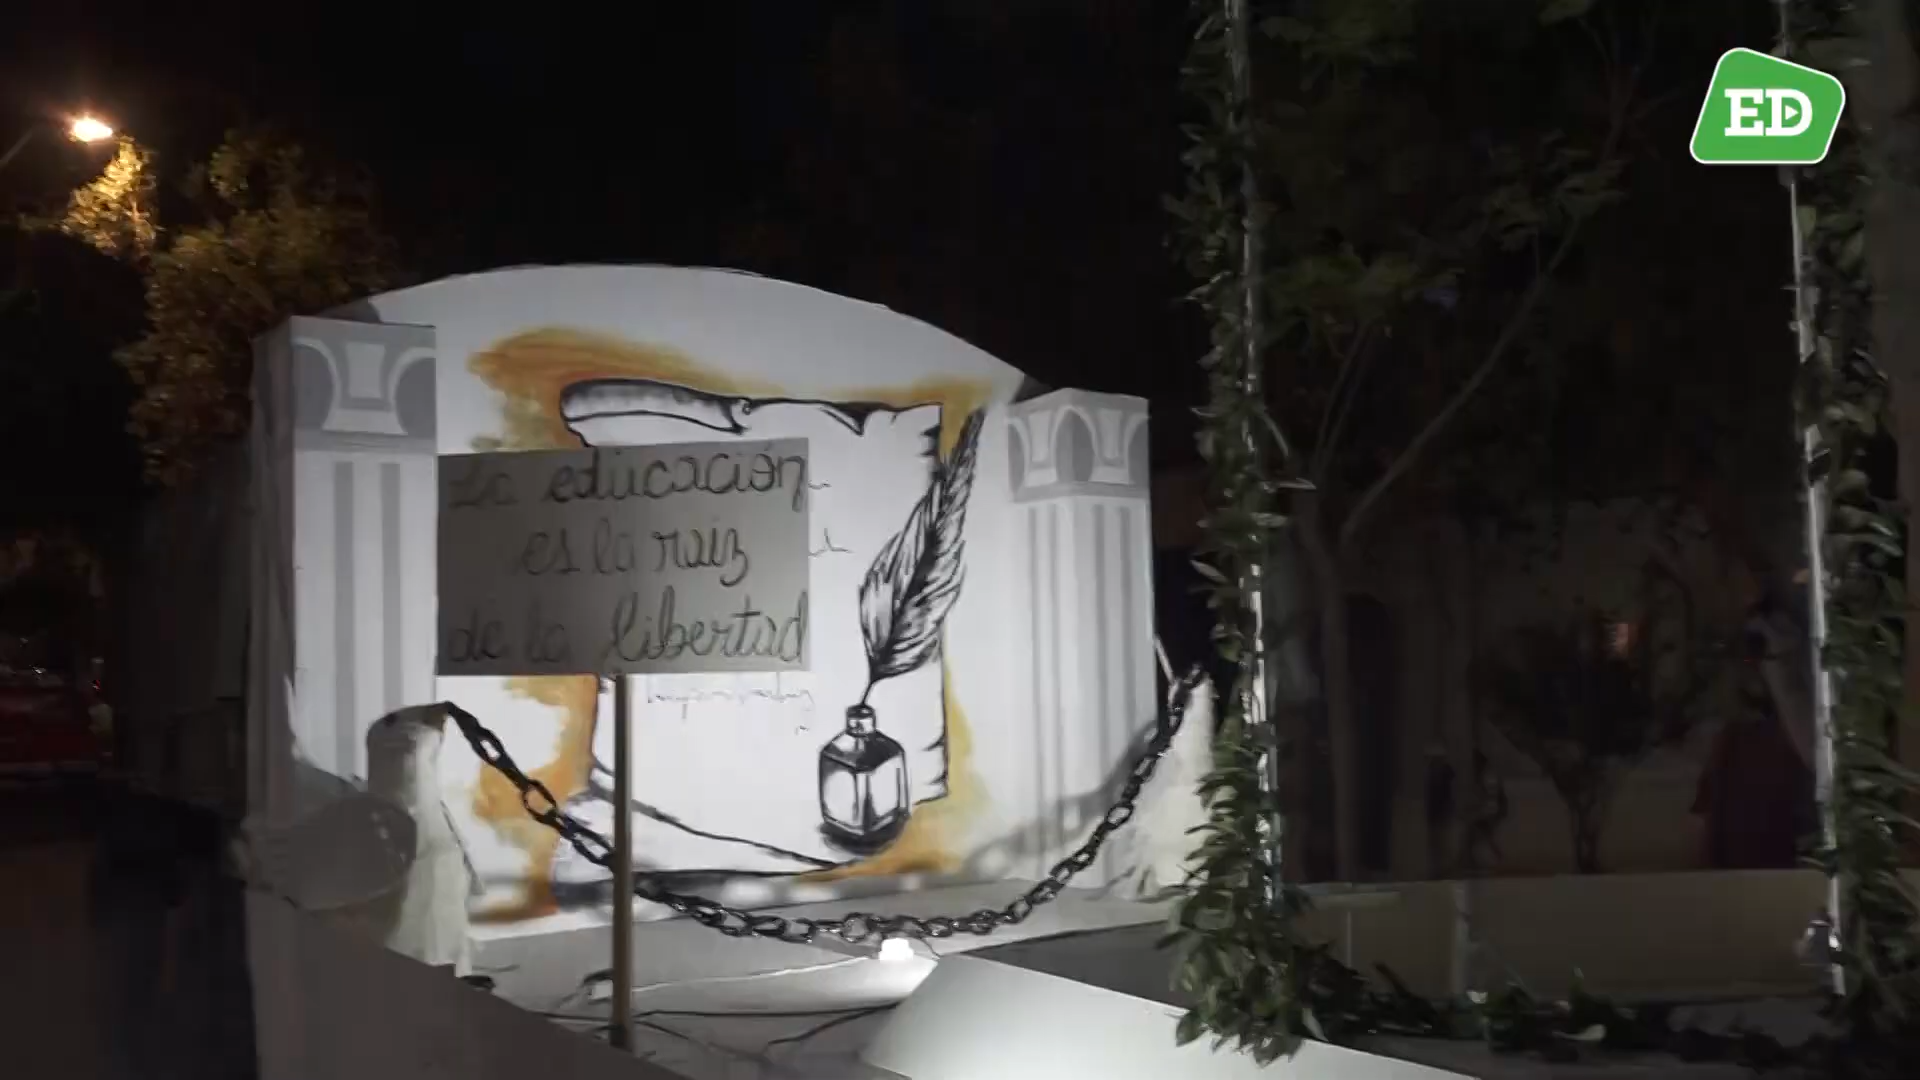 ED
La educación
es la raiz
de la libertad